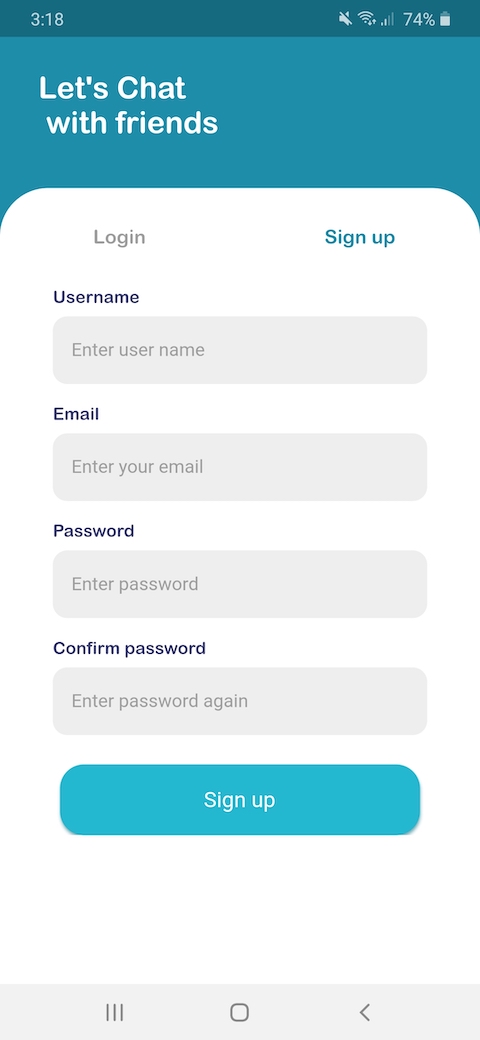 3:18
74%
Let's Chat
with friends
Login
Sign up
Username
Enter user name
Email
Enter your email
Password
Enter password
Confirm password
Enter password again
Sign up